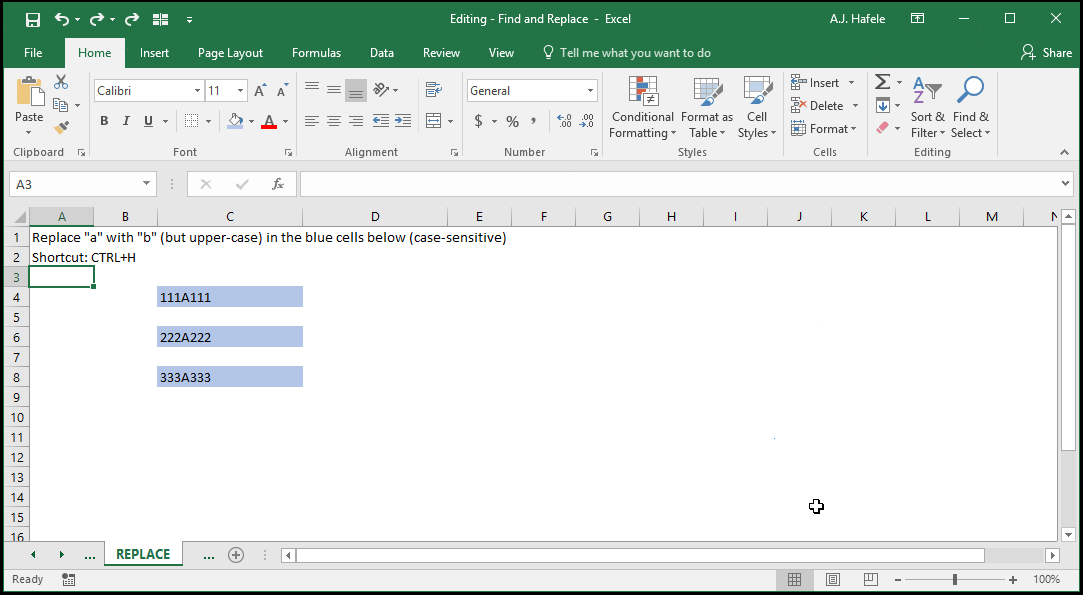 Editing - Find and Replace - Excel
A.J. Hafele
File Home Insert Page Layout Formulas Data Review View Tell me what you want to do Share
Calibri 11 General
Paste
B I U
A A
$ % ,
Conditional Formatting
Format as Table
Cell Styles
Insert
Delete
Format
Sort & Filter
Find & Select
Clipboard Font Alignment Number Styles Cells Editing
A3 fx
A B C D E F G H I J K L M N
1 Replace "a" with "b" (but upper-case) in the blue cells below (case-sensitive)
2 Shortcut: CTRL+H
3
4 111A111
5
6 222A222
7
8 333A333
9
10
11
12
13
14
15
16
... REPLACE ...
Ready 100%